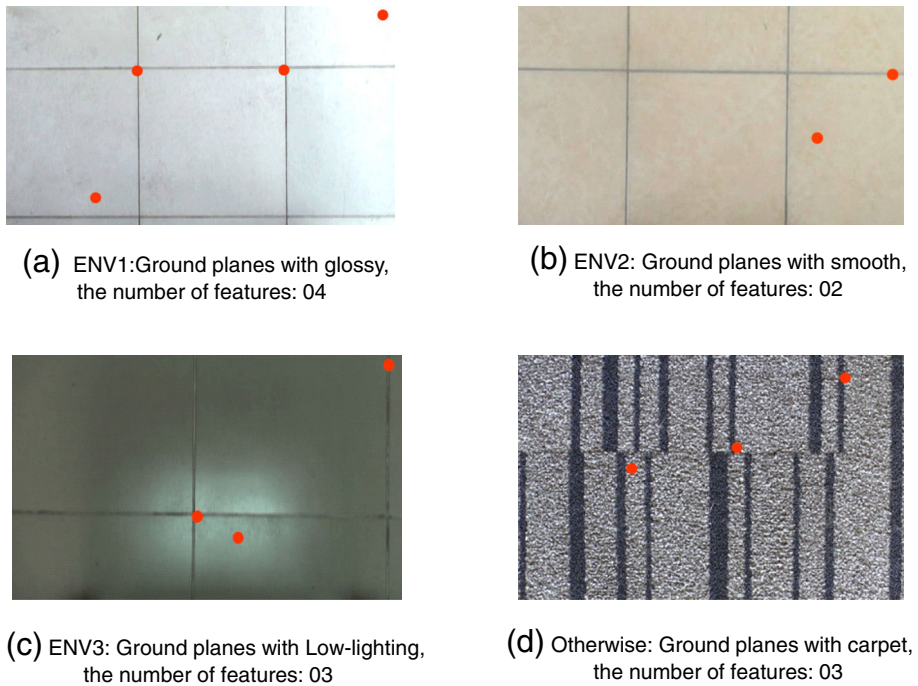 (a) ENV1:Ground planes with glossy,
the number of features: 04
(b) ENV2: Ground planes with smooth,
the number of features: 02
(c) ENV3: Ground planes with Low-lighting,
the number of features: 03
(d) Otherwise: Ground planes with carpet,
the number of features: 03